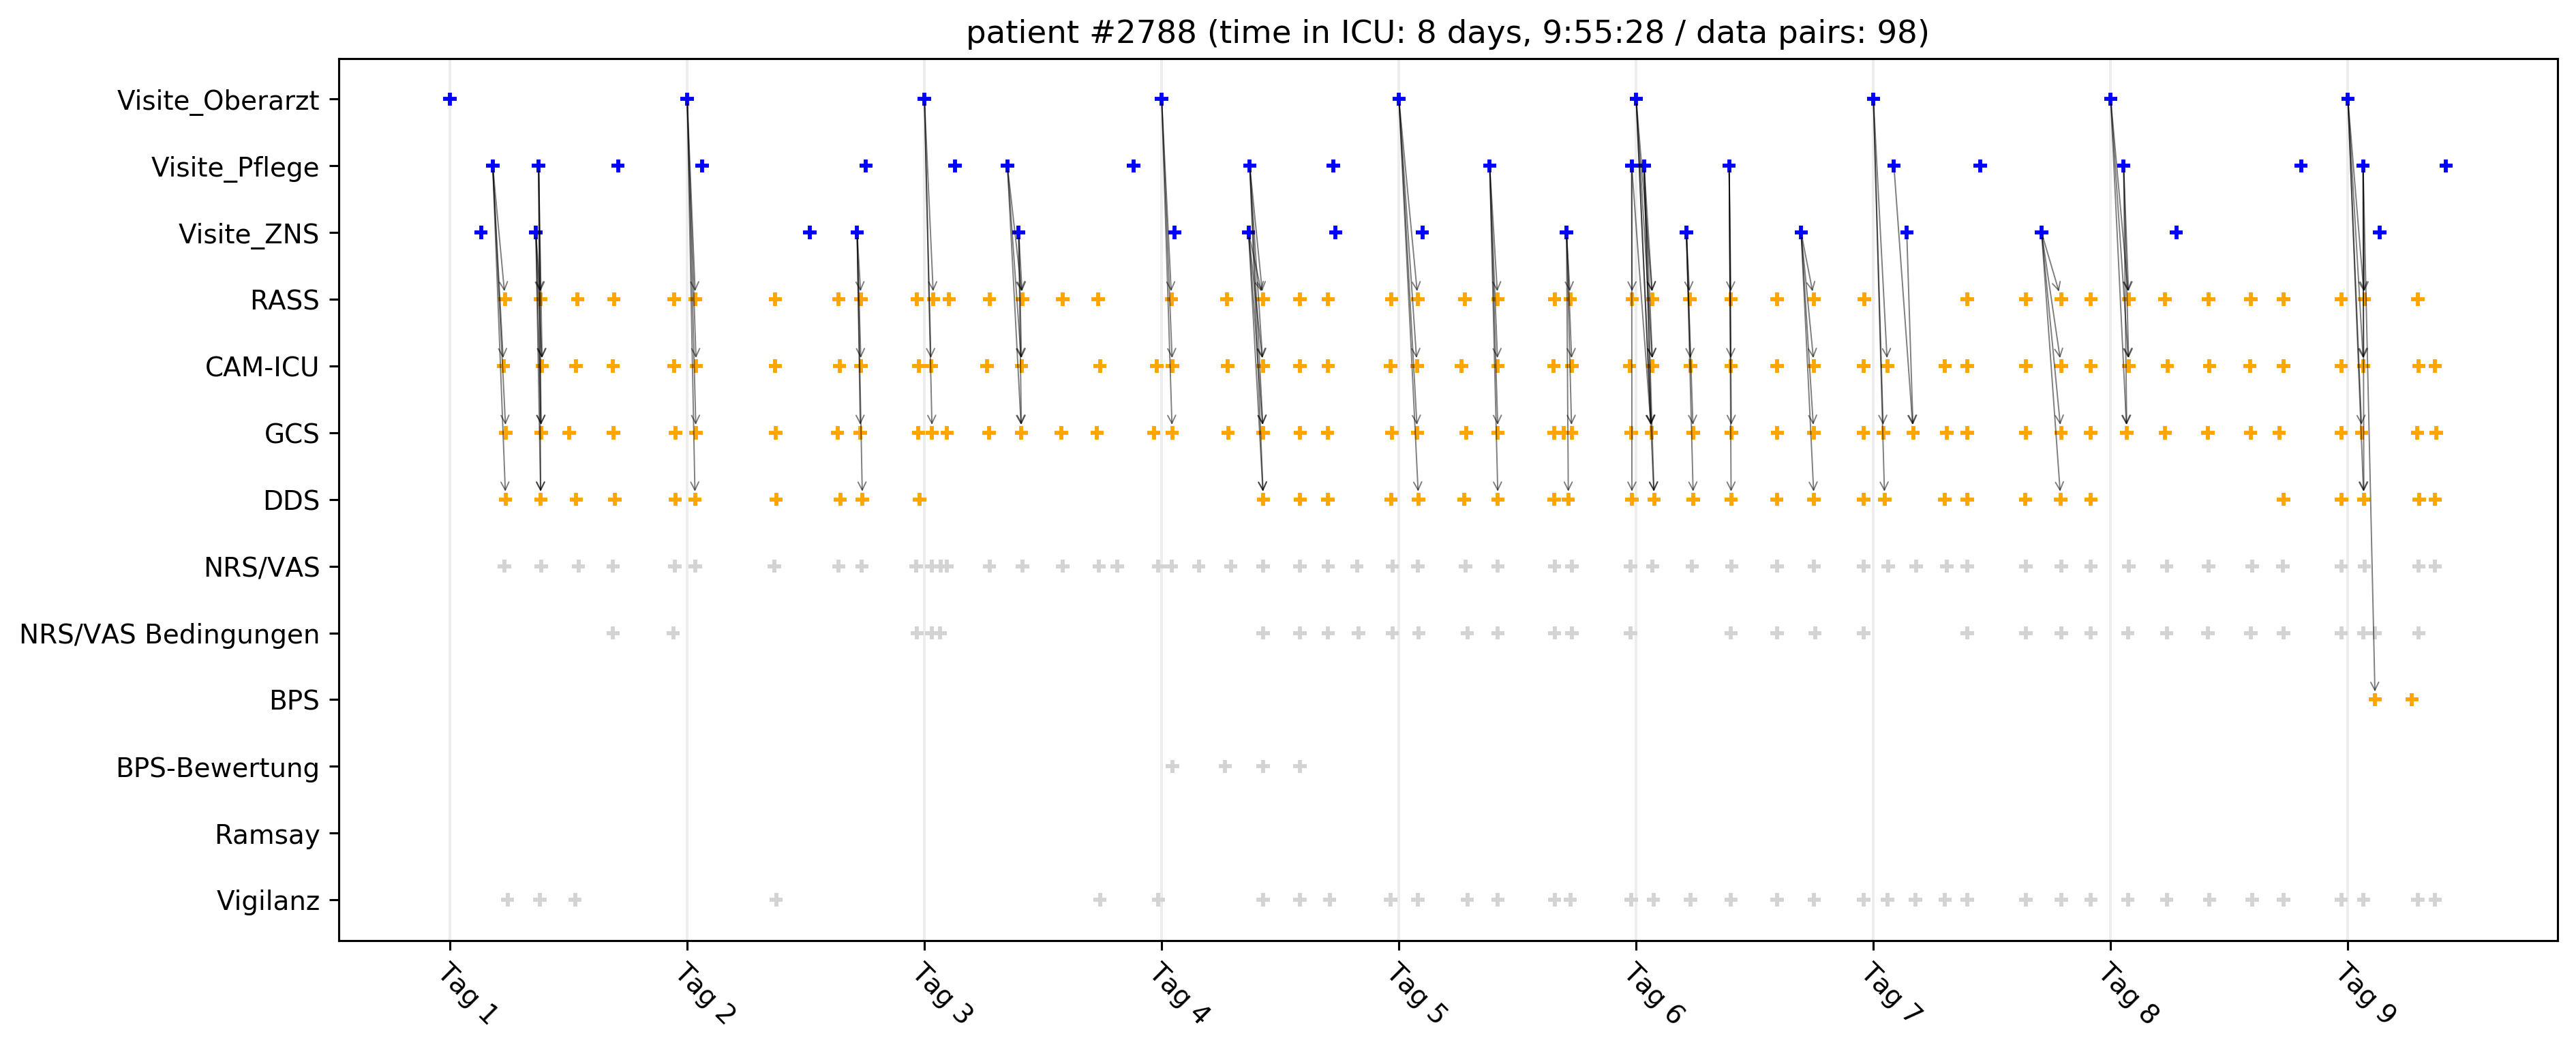 patient #2788 (time in ICU: 8 days, 9:55:28 / data pairs: 98)
Visite_Oberarzt
Visite_Pflege
Visite_ZNS
RASS
CAM-ICU
GCS
DDS
NRS/VAS
NRS/VAS Bedingungen
BPS
BPS-Bewertung
Ramsay
Vigilanz
Tag 1
Tag 2
Tag 3
Tag 4
Tag 5
Tag 6
Tag 7
Tag 8
Tag 9